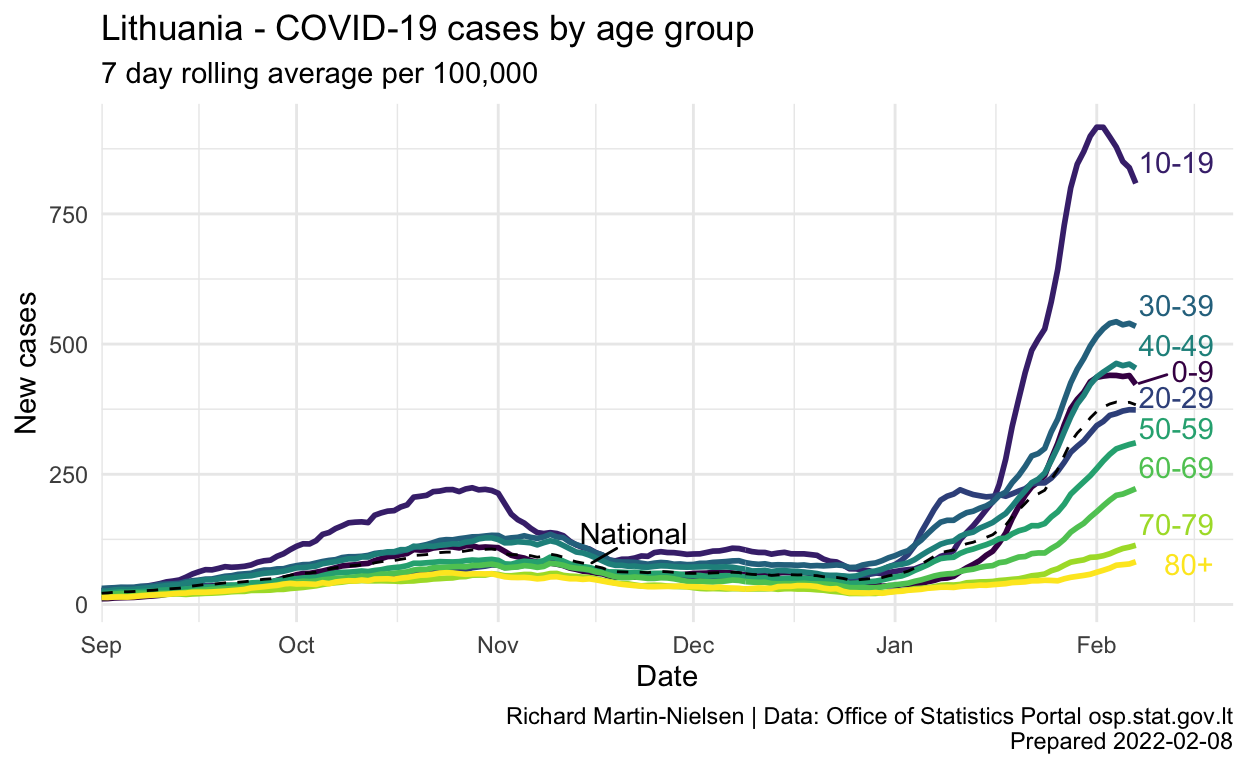 Lithuania - COVID-19 cases by age group
7 day rolling average per 100,000
New cases
750
500
250
0
10-19
30-39
40-49
0-9
20-29
50-59
60-69
70-79
80+
National
Sep Oct Nov Dec Jan Feb
Date
Richard Martin-Nielsen | Data: Office of Statistics Portal osp.stat.gov.lt
Prepared 2022-02-08